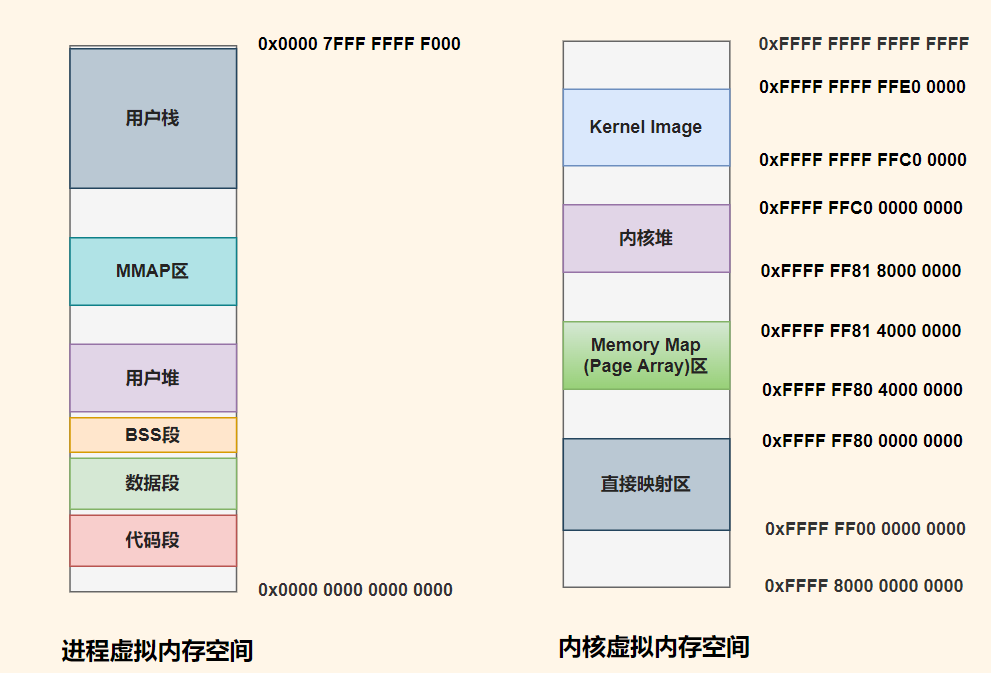 0x0000 7FFF FFFF F000
用户栈
MMAP区
用户堆
BSS段
数据段
代码段
0x0000 0000 0000 0000
进程虚拟内存空间
0xFFFF FFFF FFFF FFFF
0xFFFF FFFF FFE0 0000
Kernel Image
0xFFFF FFFF FFC0 0000
0xFFFF FFC0 0000 0000
内核堆
0xFFFF FF81 8000 0000
0xFFFF FF81 4000 0000
Memory Map
(Page Array)区
0xFFFF FF80 4000 0000
0xFFFF FF80 0000 0000
直接映射区
0xFFFF FF00 0000 0000
0xFFFF 8000 0000 0000
内核虚拟内存空间